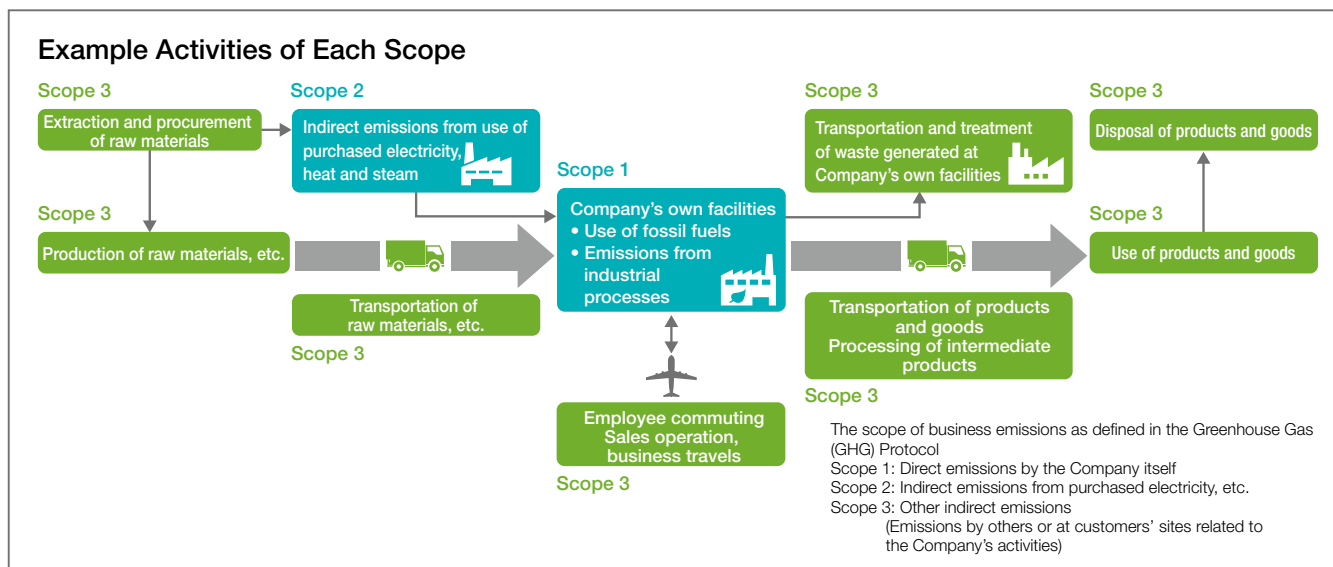 Example Activities of Each Scope
Scope 3
Extraction and procurement
of raw materials
Scope 2
Indirect emissions from use of
purchased electricity,
heat and steam
Scope 3
Production of raw materials, etc.
Transportation of
raw materials, etc.
Scope 3
Scope 1
Company's own facilities
• Use of fossil fuels
• Emissions from
industrial
processes
Employee commuting
Sales operation,
business travels
Scope 3
Scope 3
Transportation and treatment
of waste generated at
Company's own facilities
Transportation of products
and goods
Processing of intermediate
products
Scope 3
Scope 3
Disposal of products and goods
Scope 3
Use of products and goods
The scope of business emissions as defined in the Greenhouse Gas
(GHG) Protocol
Scope 1: Direct emissions by the Company itself
Scope 2: Indirect emissions from purchased electricity, etc.
Scope 3: Other indirect emissions
(Emissions by others or at customers' sites related to
the Company's activities)